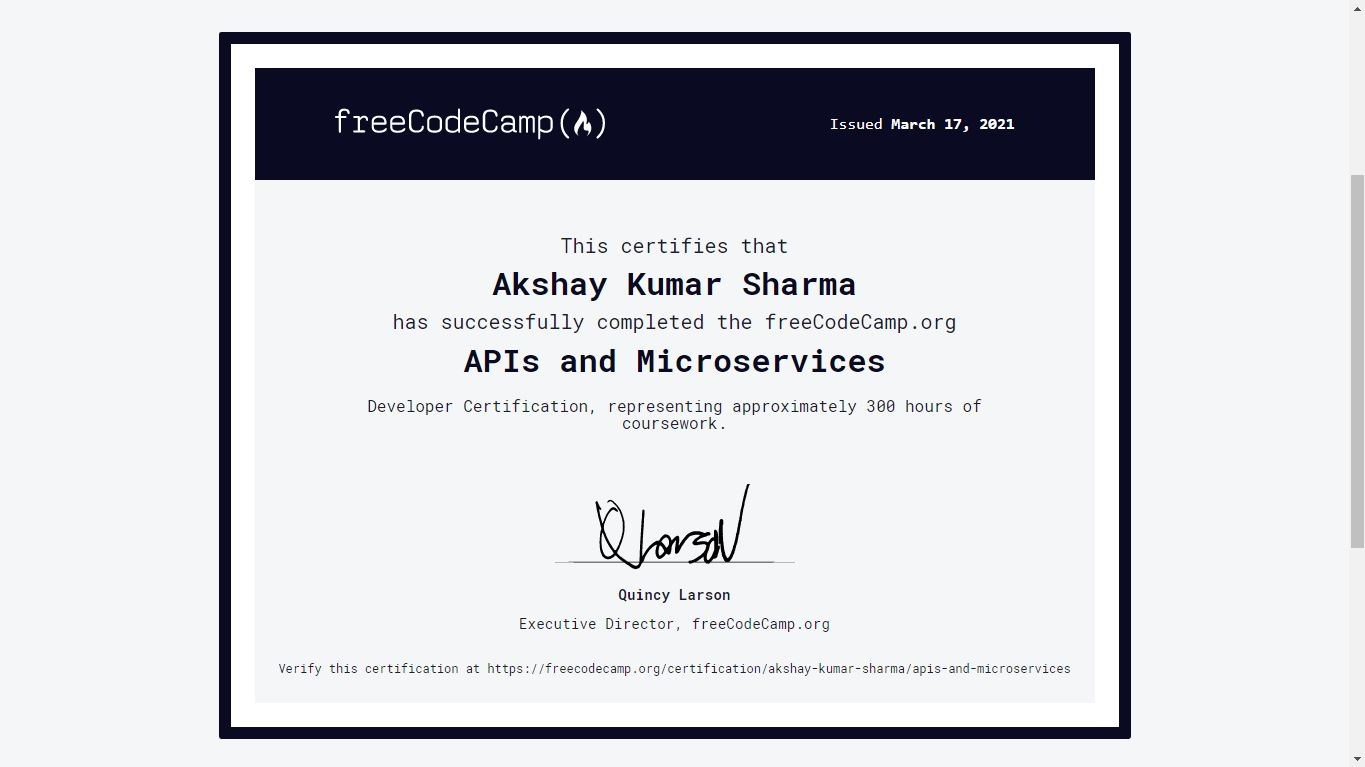 freeCodeCamp
Issued March 17, 2021
This certifies that
Akshay Kumar Sharma
has successfully completed the freeCodeCamp.org
APIs and Microservices
Developer Certification, representing approximately 300 hours of
coursework.
Q Larson
Quincy Larson
Executive Director, freeCodeCamp.org
Verify this certification at https://freecodecamp.org/certification/akshay-kumar-sharma/apis-and-microservices